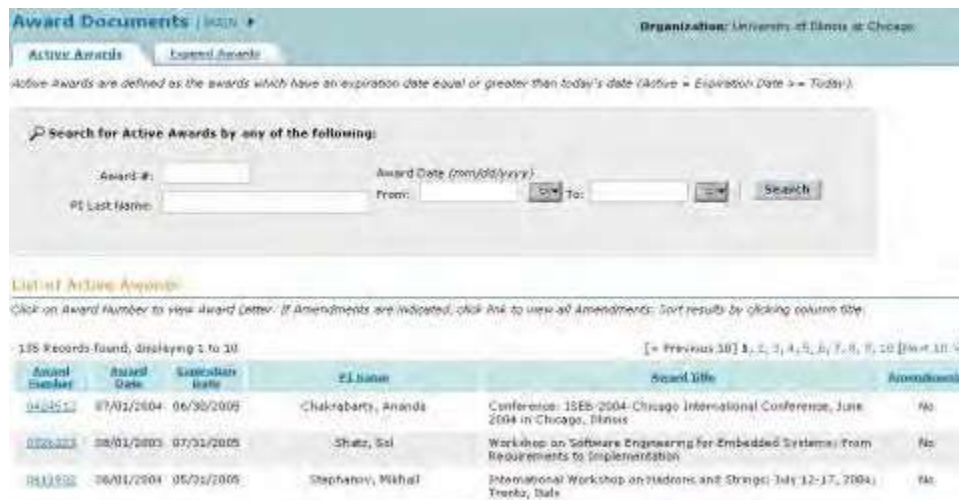 Award Documents | MAIN
Organization: University of Illinois at Chicago
Active Awards
Expired Awards
Active Awards are defined as the awards which have an expiration date equal or greater than today's date (Active = Expiration Date >= Today).
Search for Active Awards by any of the following:
Award #:
Award Date (mm/dd/yyyy)
From:
To:
Search
PI Last Name:
List of Active Awards
Click on Award Number to view Award Letter. If Amendments are indicated, click link to view all Amendments. Sort results by clicking column title.
Records found, displaying 1 to 10
[« Previous 10] 1, 2, 3, 4, 5, 6, 7, 8, 9, 10 [Next 10
Award Number
Award Date
Expiration Date
PI Name
Award Title
Amendments
07/01/2004 06/30/2005 Chakrabarty, Ananda Conference: ISEB-2004 Chicago International Conference, June No
2004 in Chicago, Illinois
08/01/2003 07/31/2005 Shatz, Sol Workshop on Software Engineering for Embedded Systems: From No
Requirements to Implementation
06/01/2004 05/31/2005 Stephanov, Mikhail International Workshop on Hadrons and Strings; July 12-17, 2004; No
Trento, Italy